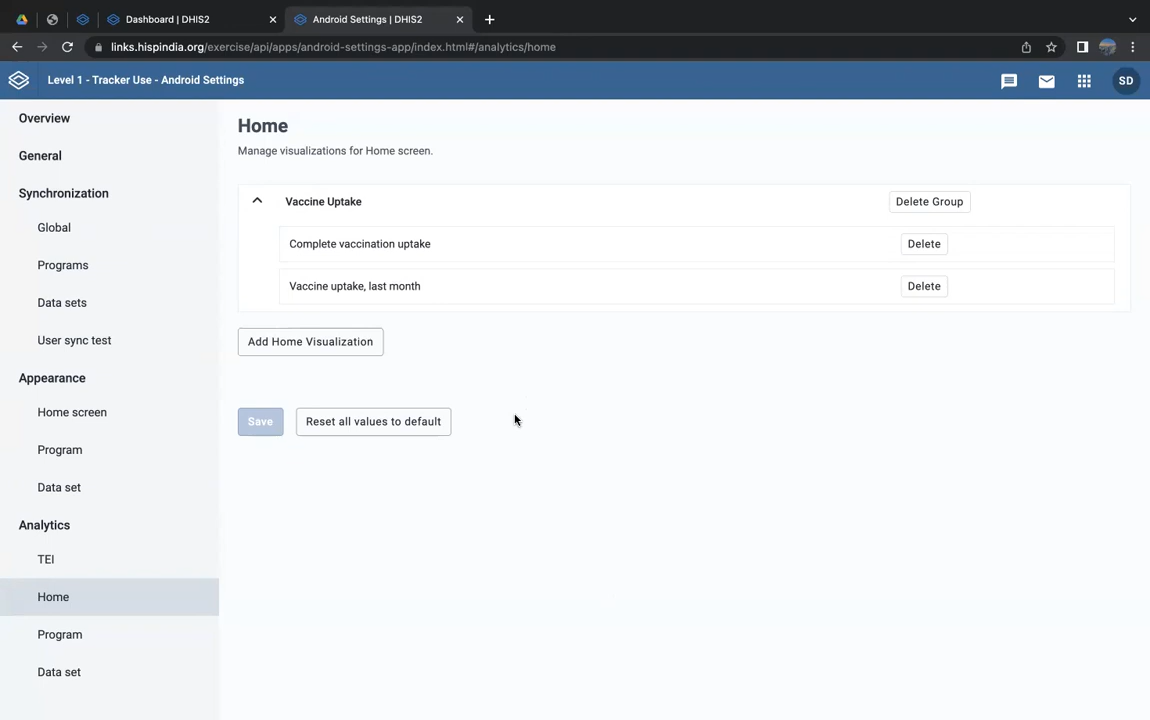 Dashboard | DHIS2
Android Settings | DHIS2
links.hispindia.org/exercise/api/apps/android-settings-app/index.html#/analytics/home
Level 1 - Tracker Use - Android Settings
SD
Overview
General
Synchronization
Global
Programs
Data sets
User sync test
Appearance
Home screen
Program
Data set
Analytics
TEI
Home
Program
Data set
Home
Manage visualizations for Home screen.
Vaccine Uptake
Delete Group
Complete vaccination uptake
Delete
Vaccine uptake, last month
Delete
Add Home Visualization
Save
Reset all values to default